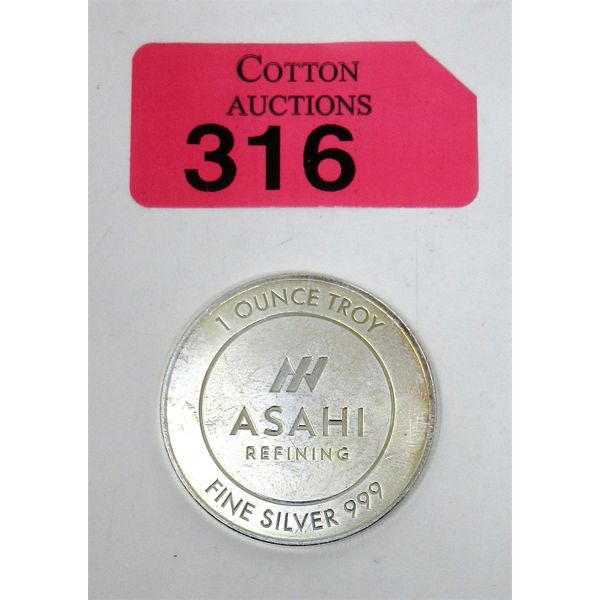 COTTON
AUCTIONS
316
1 OUNCE TROY
ASAHI
REFINING
FINE SILVER 999